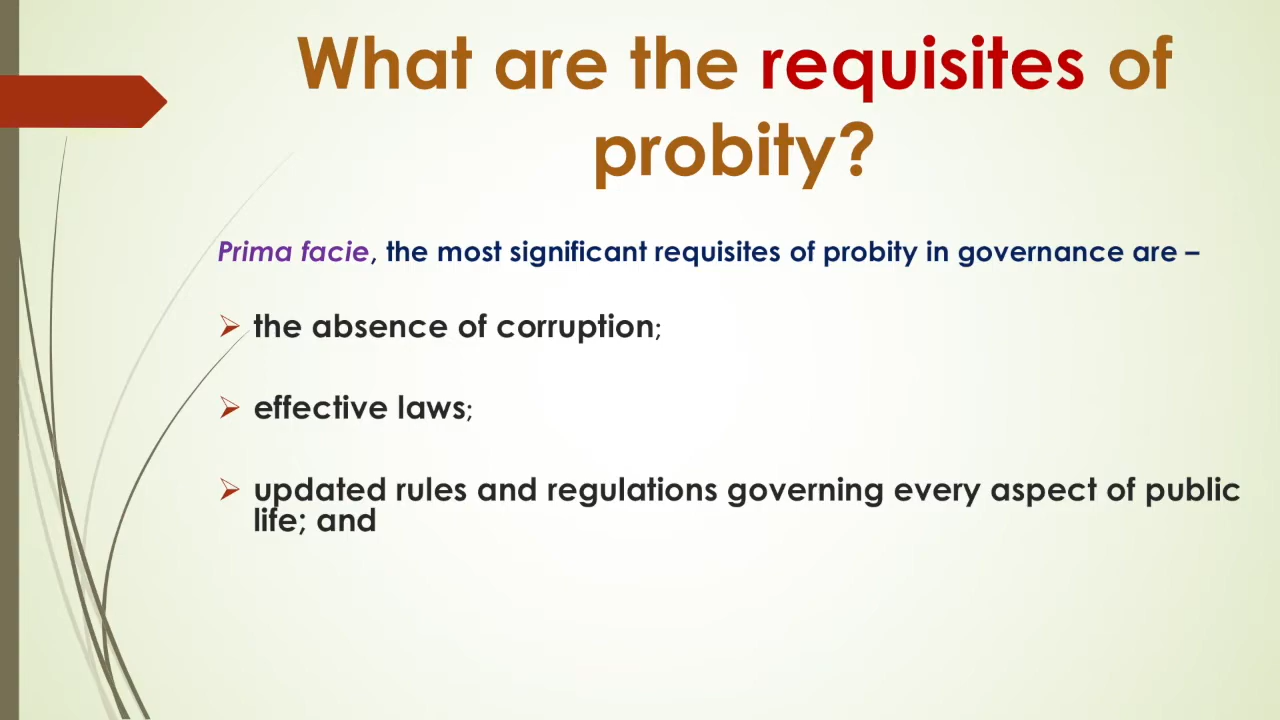 What are the requisites of
probity?
Prima facie, the most significant requisites of probity in governance are –
the absence of corruption;
effective laws;
updated rules and regulations governing every aspect of public
life; and